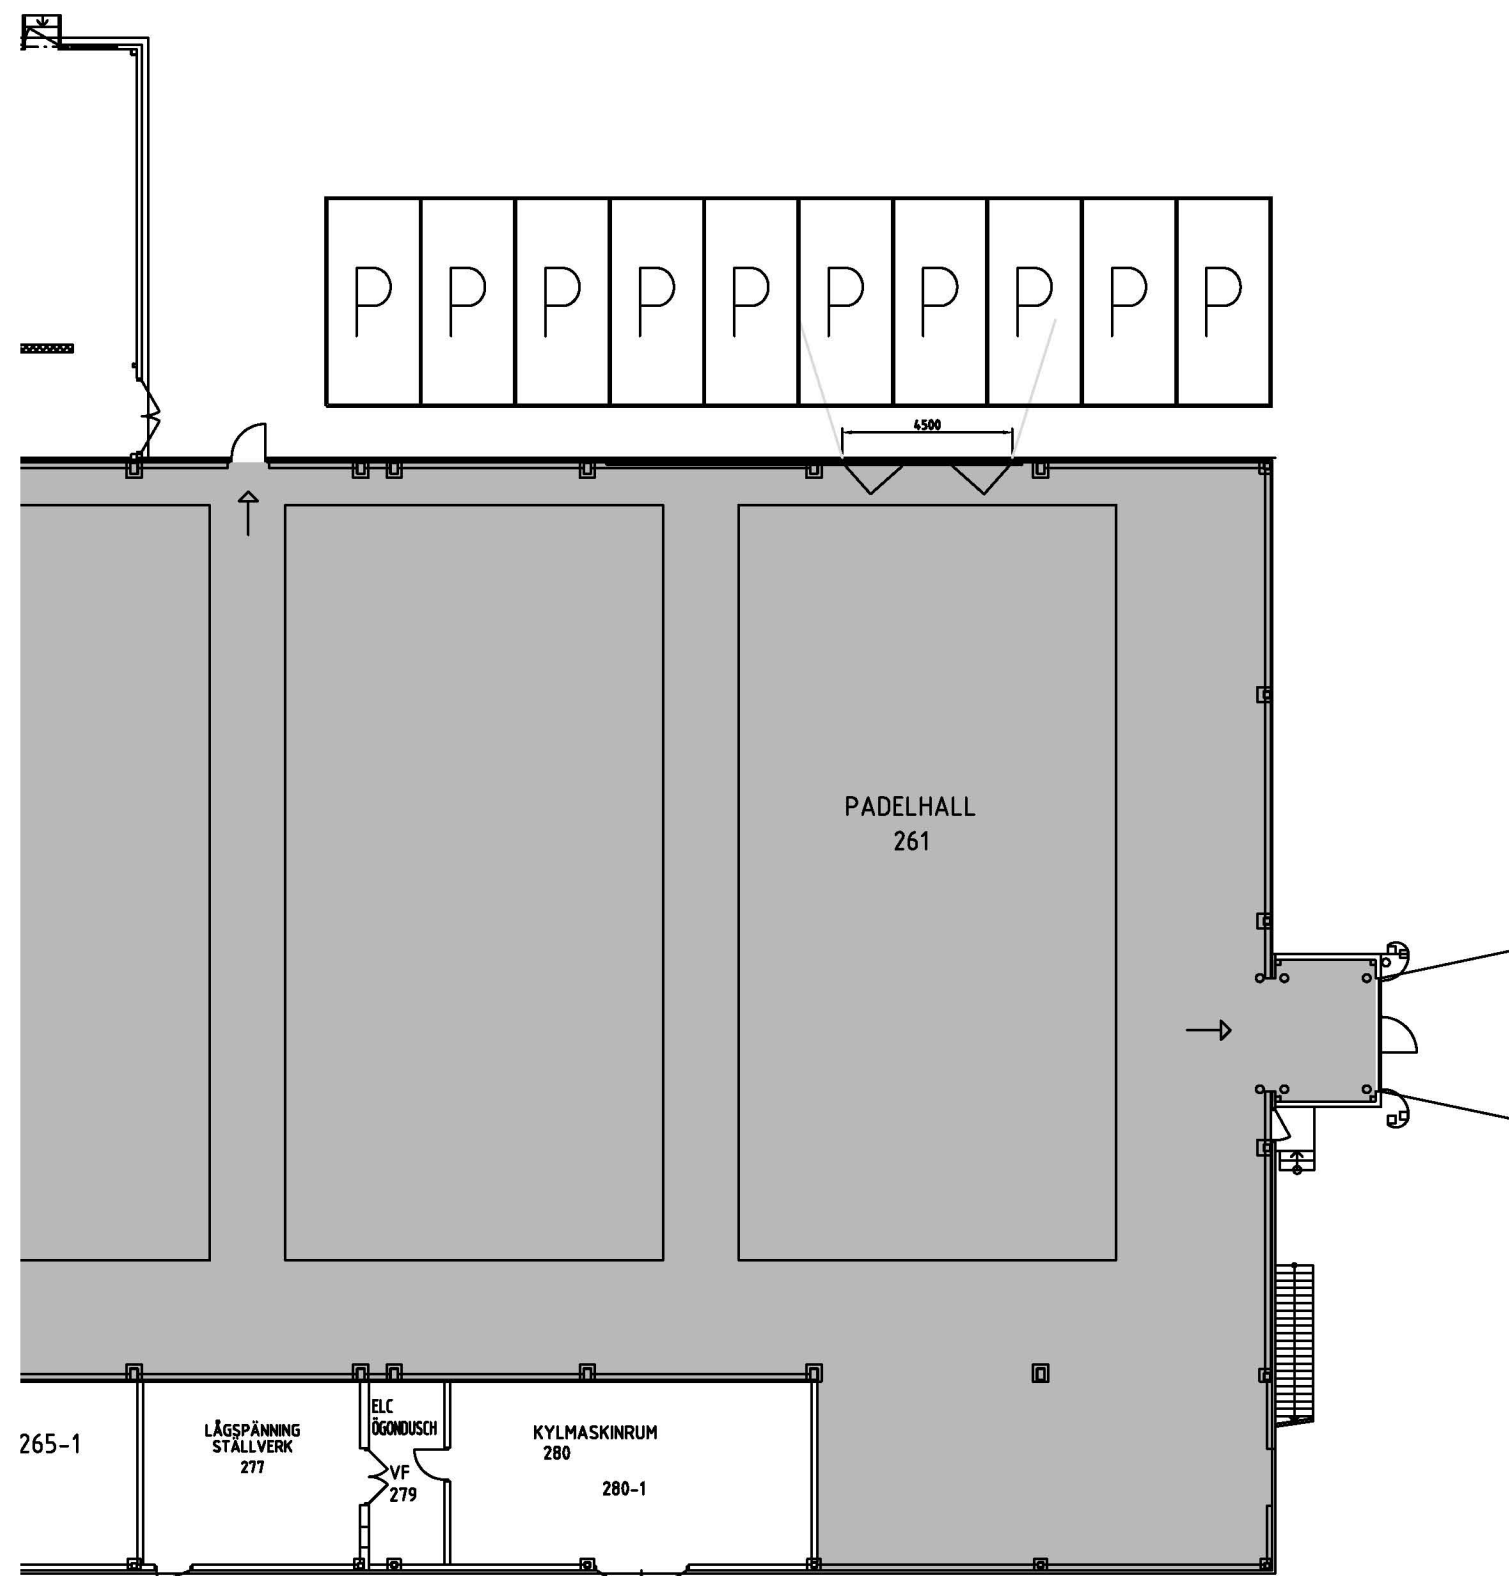 P P P P P P P P P P
4500
PADELHALL
261
265-1
LÅGSPÄNNING
STÄLLVERK
277
ELC
ÖGONDUSCH
VF
279
KYLMASKINRUM
280
280-1